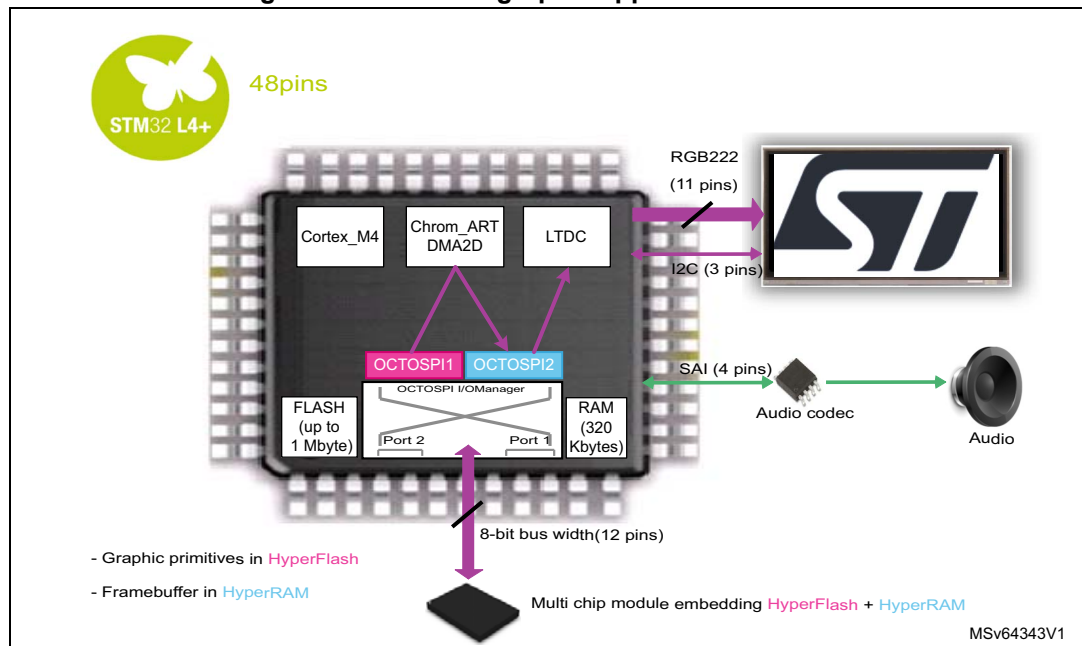 48pins
STM32 L4+
RGB222
(11 pins)
ST
I2C (3 pins)
Cortex_M4
Chrom_ART
DMA2D
LTDC
OCTOSPI1
OCTOSPI2
OCTOSPI I/OManager
Port 2
Port 1
FLASH
(up to
1 Mbyte)
RAM
(320
Kbytes)
SAI (4 pins)
Audio codec
Audio
8-bit bus width(12 pins)
- Graphic primitives in HyperFlash
- Framebuffer in HyperRAM
Multi chip module embedding HyperFlash + HyperRAM
MSv64343V1